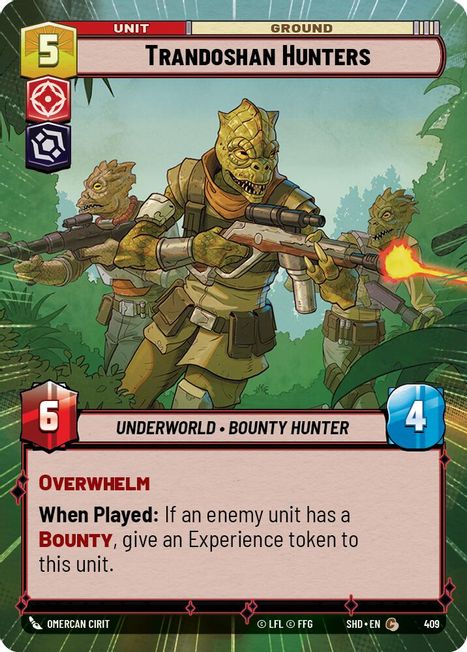 UNIT
GROUND
5
TRANDOSHAN HUNTERS
6
4
UNDERWORLD • BOUNTY HUNTER
OVERWHELM
When Played: If an enemy unit has a
BOUNTY, give an Experience token to
this unit.
OMERCAN CIRIT
© LFL © FFG
SHD • EN
C
409